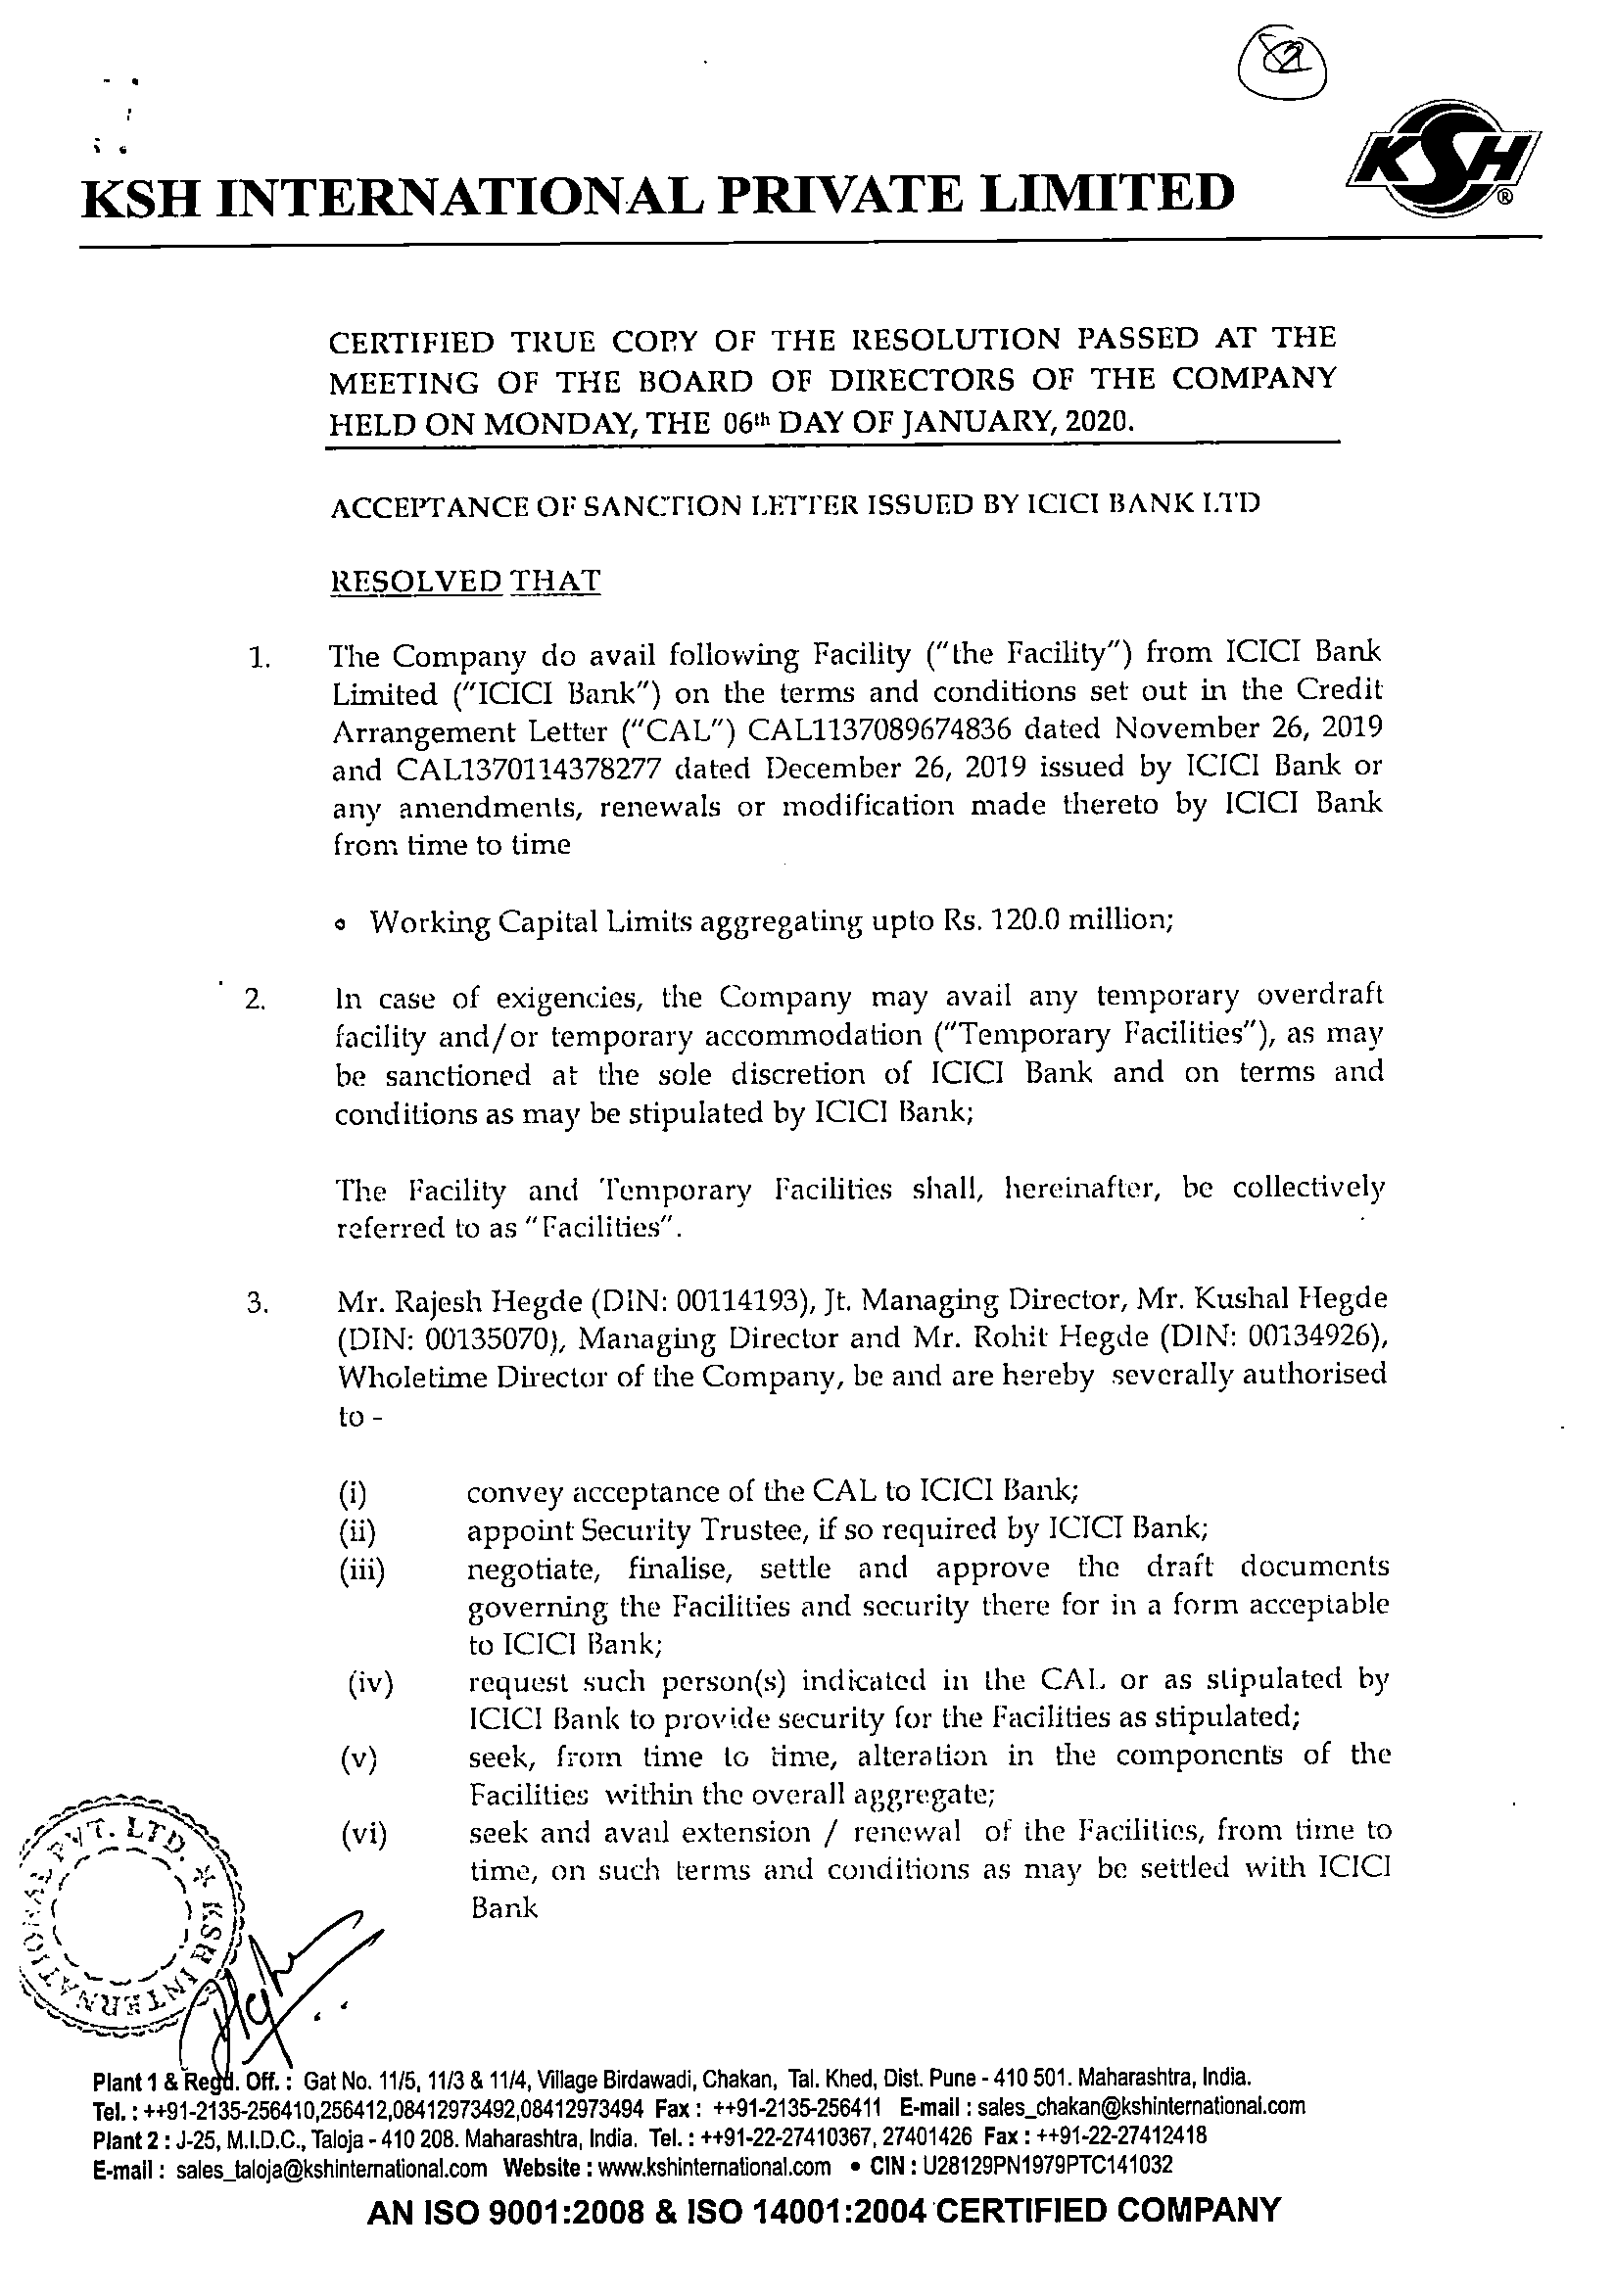 KSH
®
KSH INTERNATIONAL PRIVATE LIMITED
CERTIFIED TRUE COPY OF THE RESOLUTION PASSED AT THE
MEETING OF THE BOARD OF DIRECTORS OF THE COMPANY
HELD ON MONDAY, THE 06th DAY OF JANUARY, 2020.
ACCEPTANCE OF SANCTION LETTER ISSUED BY ICICI BANK LTD
RESOLVED THAT
1. The Company do avail following Facility ("the Facility") from ICICI Bank
Limited ("ICICI Bank") on the terms and conditions set out in the Credit
Arrangement Letter ("CAL") CAL1137089674836 dated November 26, 2019
and CAL1370114378277 dated December 26, 2019 issued by ICICI Bank or
any amendments, renewals or modification made thereto by ICICI Bank
from time to time
• Working Capital Limits aggregating upto Rs. 120.0 million;
2. In case of exigencies, the Company may avail any temporary overdraft
facility and/or temporary accommodation ("Temporary Facilities"), as may
be sanctioned at the sole discretion of ICICI Bank and on terms and
conditions as may be stipulated by ICICI Bank;
The Facility and Temporary Facilities shall, hereinafter, be collectively
referred to as "Facilities".
3. Mr. Rajesh Hegde (DIN: 00114193), Jt. Managing Director, Mr. Kushal Hegde
(DIN: 00135070), Managing Director and Mr. Rohit Hegde (DIN: 00134926),
Wholetime Director of the Company, be and are hereby severally authorised
to -
(i) convey acceptance of the CAL to ICICI Bank;
(ii) appoint Security Trustee, if so required by ICICI Bank;
(iii) negotiate, finalise, settle and approve the draft documents
governing the Facilities and security there for in a form acceptable
to ICICI Bank;
(iv) request such person(s) indicated in the CAL or as stipulated by
ICICI Bank to provide security for the Facilities as stipulated;
(v) seek, from time to time, alteration in the components of the
Facilities within the overall aggregate;
(vi) seek and avail extension / renewal of the Facilities, from time to
time, on such terms and conditions as may be settled with ICICI
Bank
KSH INTERNATIONAL PVT. LTD. ★
Plant 1 & Regd. Off. : Gat No. 11/5, 11/3 & 11/4, Village Birdawadi, Chakan, Tal. Khed, Dist. Pune - 410 501. Maharashtra, India.
Tel. : ++91-2135-256410,256412,08412973492,08412973494 Fax : ++91-2135-256411 E-mail : sales_chakan@kshinternational.com
Plant 2 : J-25, M.I.D.C., Taloja - 410 208. Maharashtra, India. Tel. : ++91-22-27410367, 27401426 Fax : ++91-22-27412418
E-mail : sales_taloja@kshinternational.com Website : www.kshinternational.com • CIN : U28129PN1979PTC141032
AN ISO 9001:2008 & ISO 14001:2004 CERTIFIED COMPANY